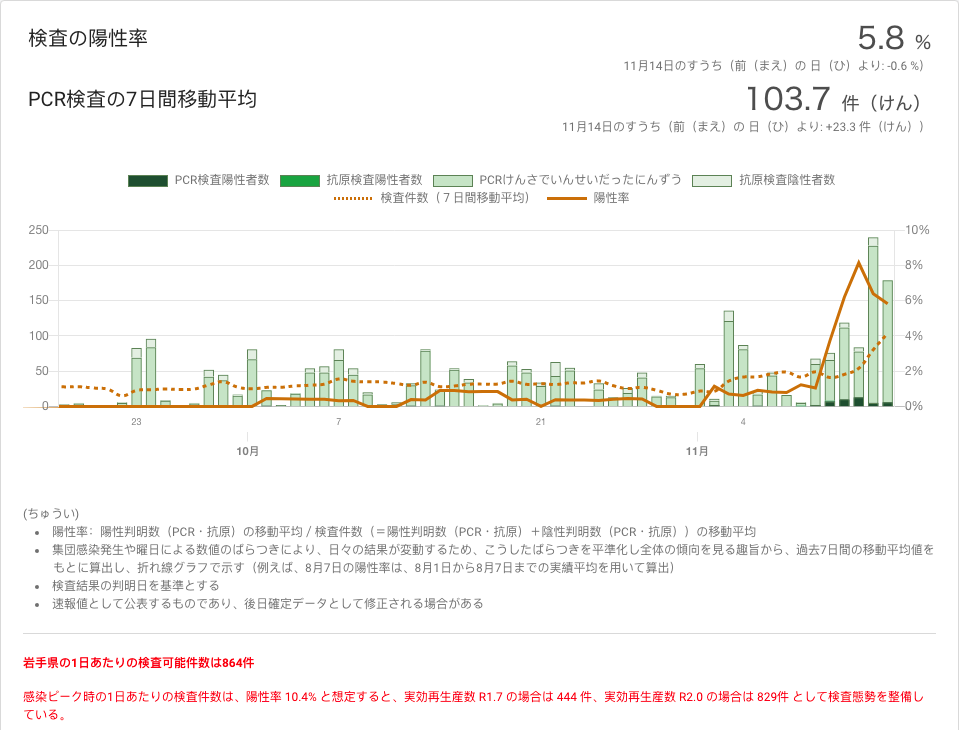 検査の陽性率
5.8 %
11月14日のすうち（前（まえ）の 日（ひ）より: -0.6 %）
PCR検査の7日間移動平均
103.7 件（けん）
11月14日のすうち（前（まえ）の 日（ひ）より: +23.3 件（けん））
PCR検査陽性者数 抗原検査陽性者数 PCRけんさでいんせいだったにんずう 抗原検査陰性者数
検査件数（７日間移動平均） 陽性率
250 10%
200 8%
150 6%
100 4%
50 2%
0 0%
23 7 21 4
10月 11月
(ちゅうい)
• 陽性率：陽性判明数（PCR・抗原）の移動平均 / 検査件数（＝陽性判明数（PCR・抗原）＋陰性判明数（PCR・抗原））の移動平均
• 集団感染発生や曜日による数値のばらつきにより、日々の結果が変動するため、こうしたばらつきを平準化し全体の傾向を見る趣旨から、過去7日間の移動平均値を
もとに算出し、折れ線グラフで示す（例えば、8月7日の陽性率は、8月1日から8月7日までの実績平均を用いて算出）
• 検査結果の判明日を基準とする
• 速報値として公表するものであり、後日確定データとして修正される場合がある
岩手県の1日あたりの検査可能件数は864件
感染ピーク時の1日あたりの検査件数は、陽性率 10.4% と想定すると、実効再生産数 R1.7 の場合は 444 件、実効再生産数 R2.0 の場合は 829件 として検査態勢を整備し
ている。